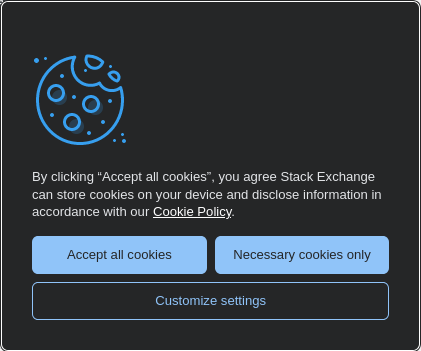 By clicking “Accept all cookies”, you agree Stack Exchange
can store cookies on your device and disclose information in
accordance with our Cookie Policy.
Accept all cookies
Necessary cookies only
Customize settings